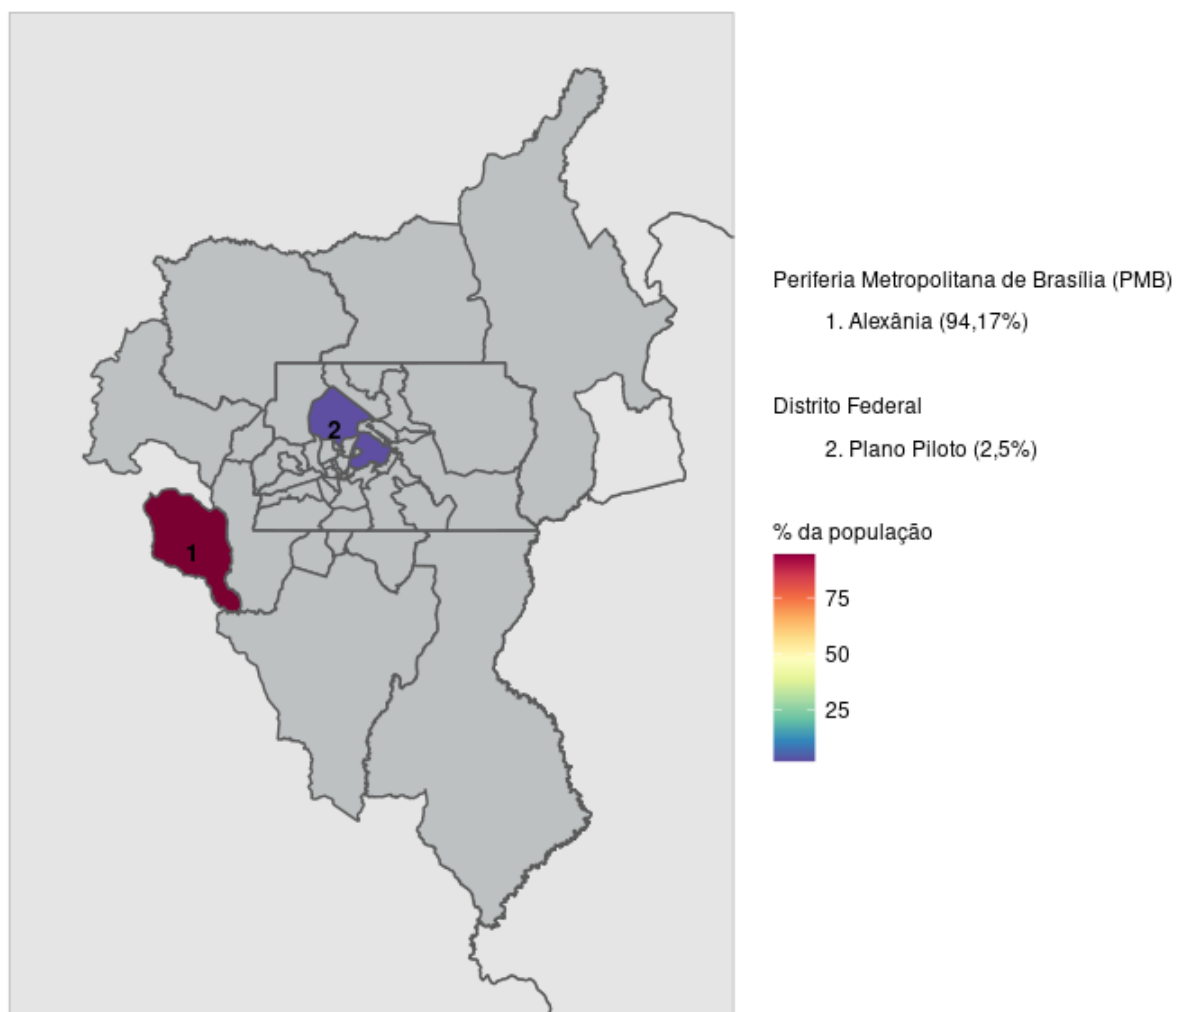 Periferia Metropolitana de Brasília (PMB)
1. Alexânia (94,17%)
Distrito Federal
2. Plano Piloto (2,5%)
% da população
75
50
25
2
1